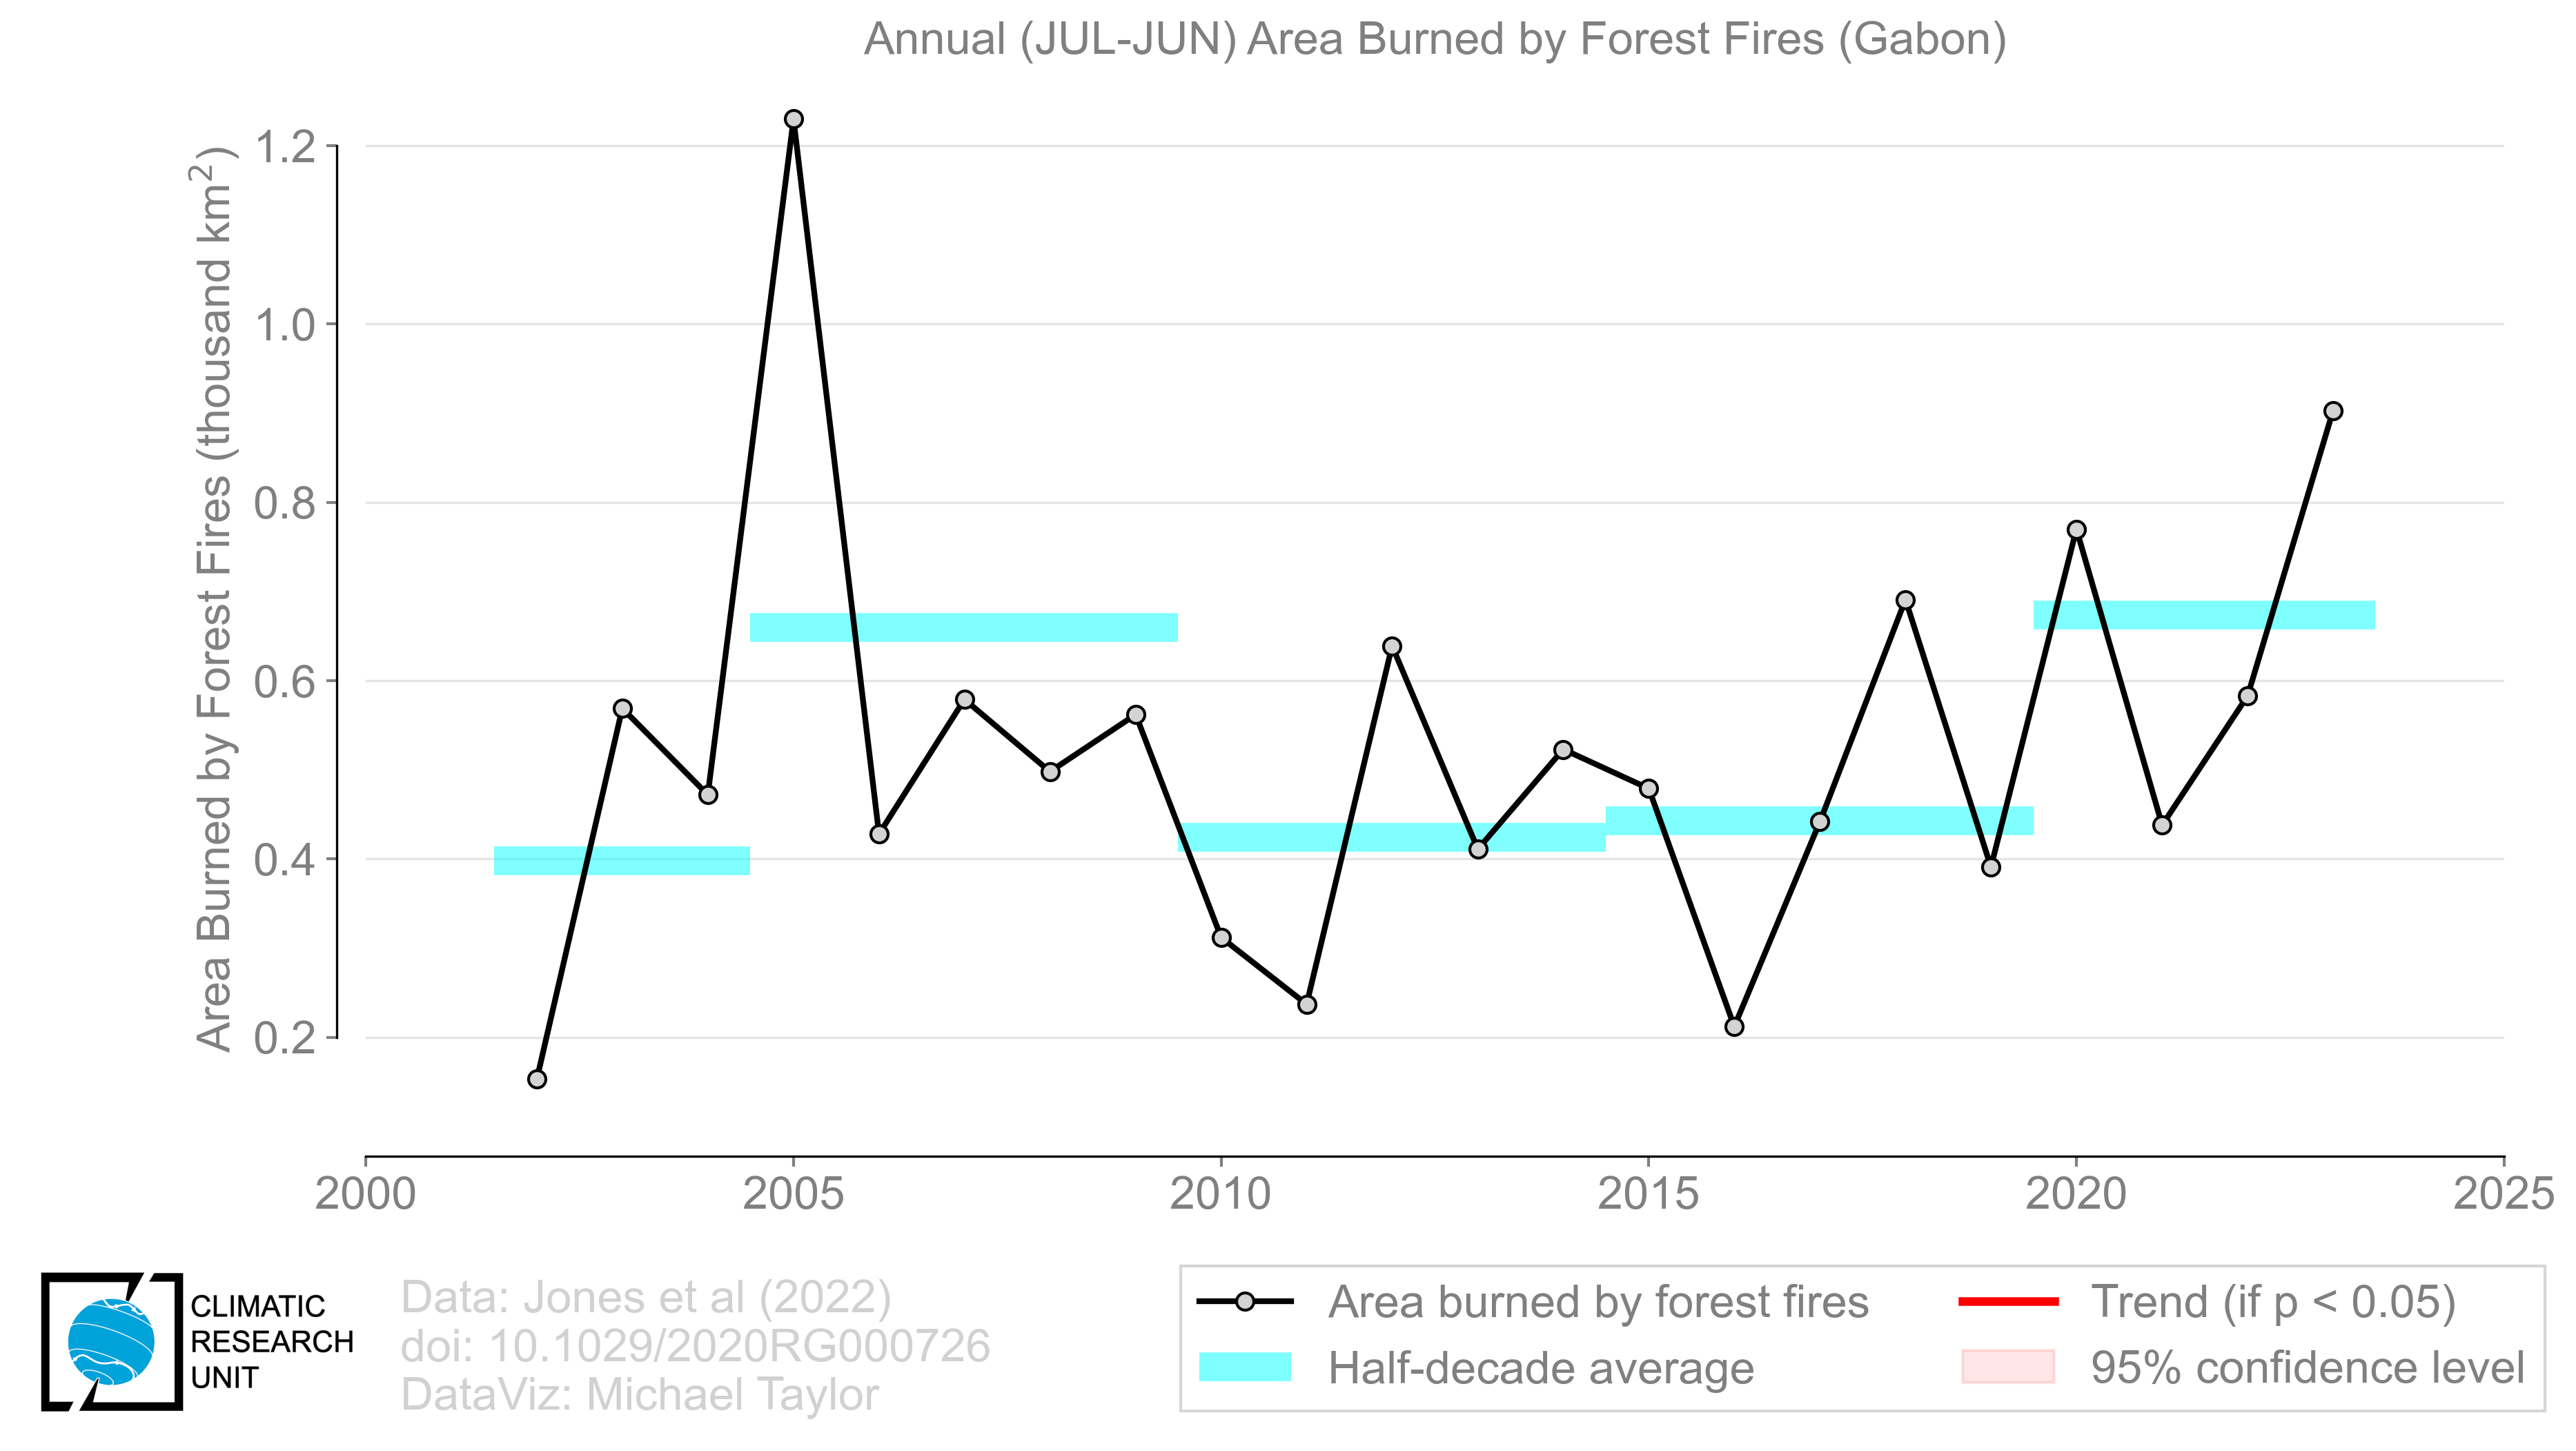 Annual (JUL-JUN) Area Burned by Forest Fires (Gabon)
Area Burned by Forest Fires (thousand km²)
1.2
1.0
0.8
0.6
0.4
0.2
2000 2005 2010 2015 2020 2025
CLIMATIC
RESEARCH
UNIT
Data: Jones et al (2022)
doi: 10.1029/2020RG000726
DataViz: Michael Taylor
Area burned by forest fires
Half-decade average
Trend (if p < 0.05)
95% confidence level